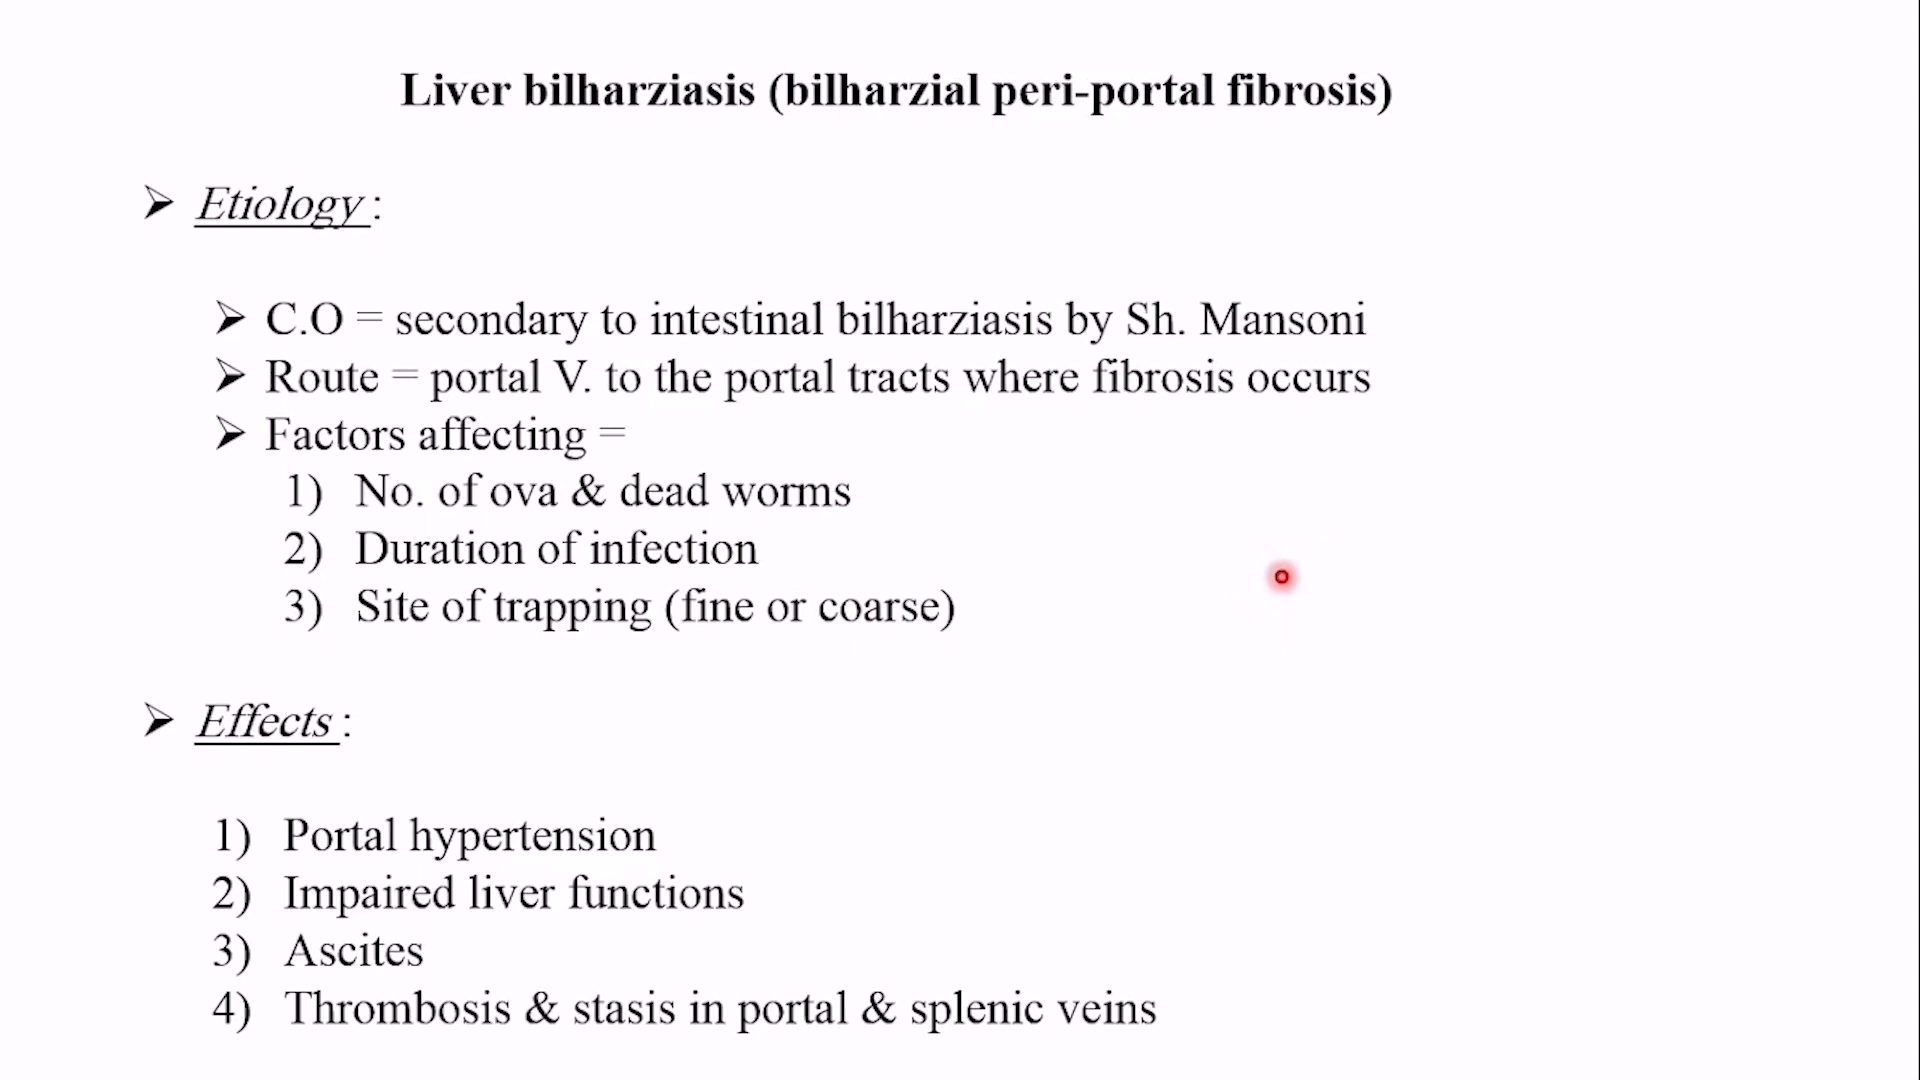 Liver bilharziasis (bilharzial peri-portal fibrosis)
➢ Etiology :
➢ C.O = secondary to intestinal bilharziasis by Sh. Mansoni
➢ Route = portal V. to the portal tracts where fibrosis occurs
➢ Factors affecting =
1) No. of ova & dead worms
2) Duration of infection
3) Site of trapping (fine or coarse)
➢ Effects :
1) Portal hypertension
2) Impaired liver functions
3) Ascites
4) Thrombosis & stasis in portal & splenic veins